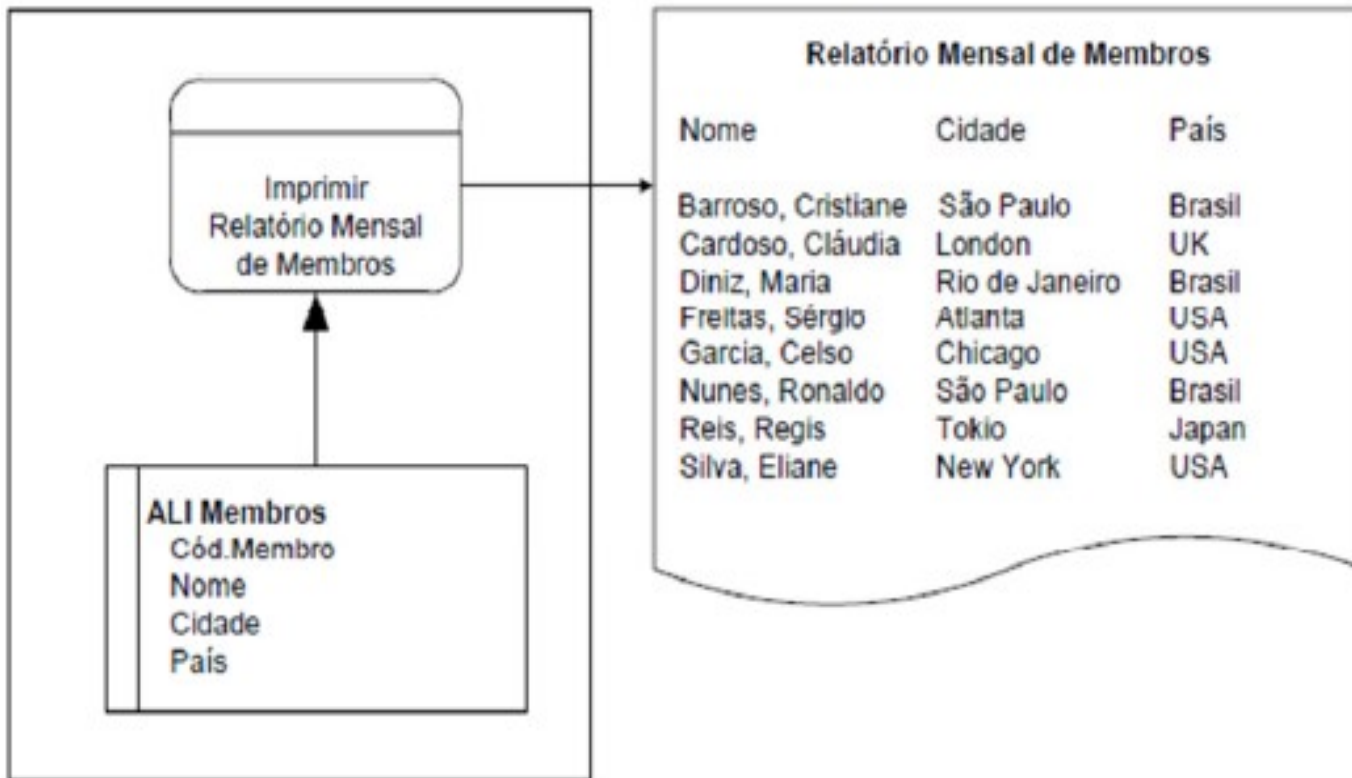 Imprimir
Relatório Mensal
de Membros
ALI Membros
Cód.Membro
Nome
Cidade
País
Relatório Mensal de Membros
Nome Cidade País
Barroso, Cristiane São Paulo Brasil
Cardoso, Cláudia London UK
Diniz, Maria Rio de Janeiro Brasil
Freitas, Sérgio Atlanta USA
Garcia, Celso Chicago USA
Nunes, Ronaldo São Paulo Brasil
Reis, Regis Tokio Japan
Silva, Eliane New York USA